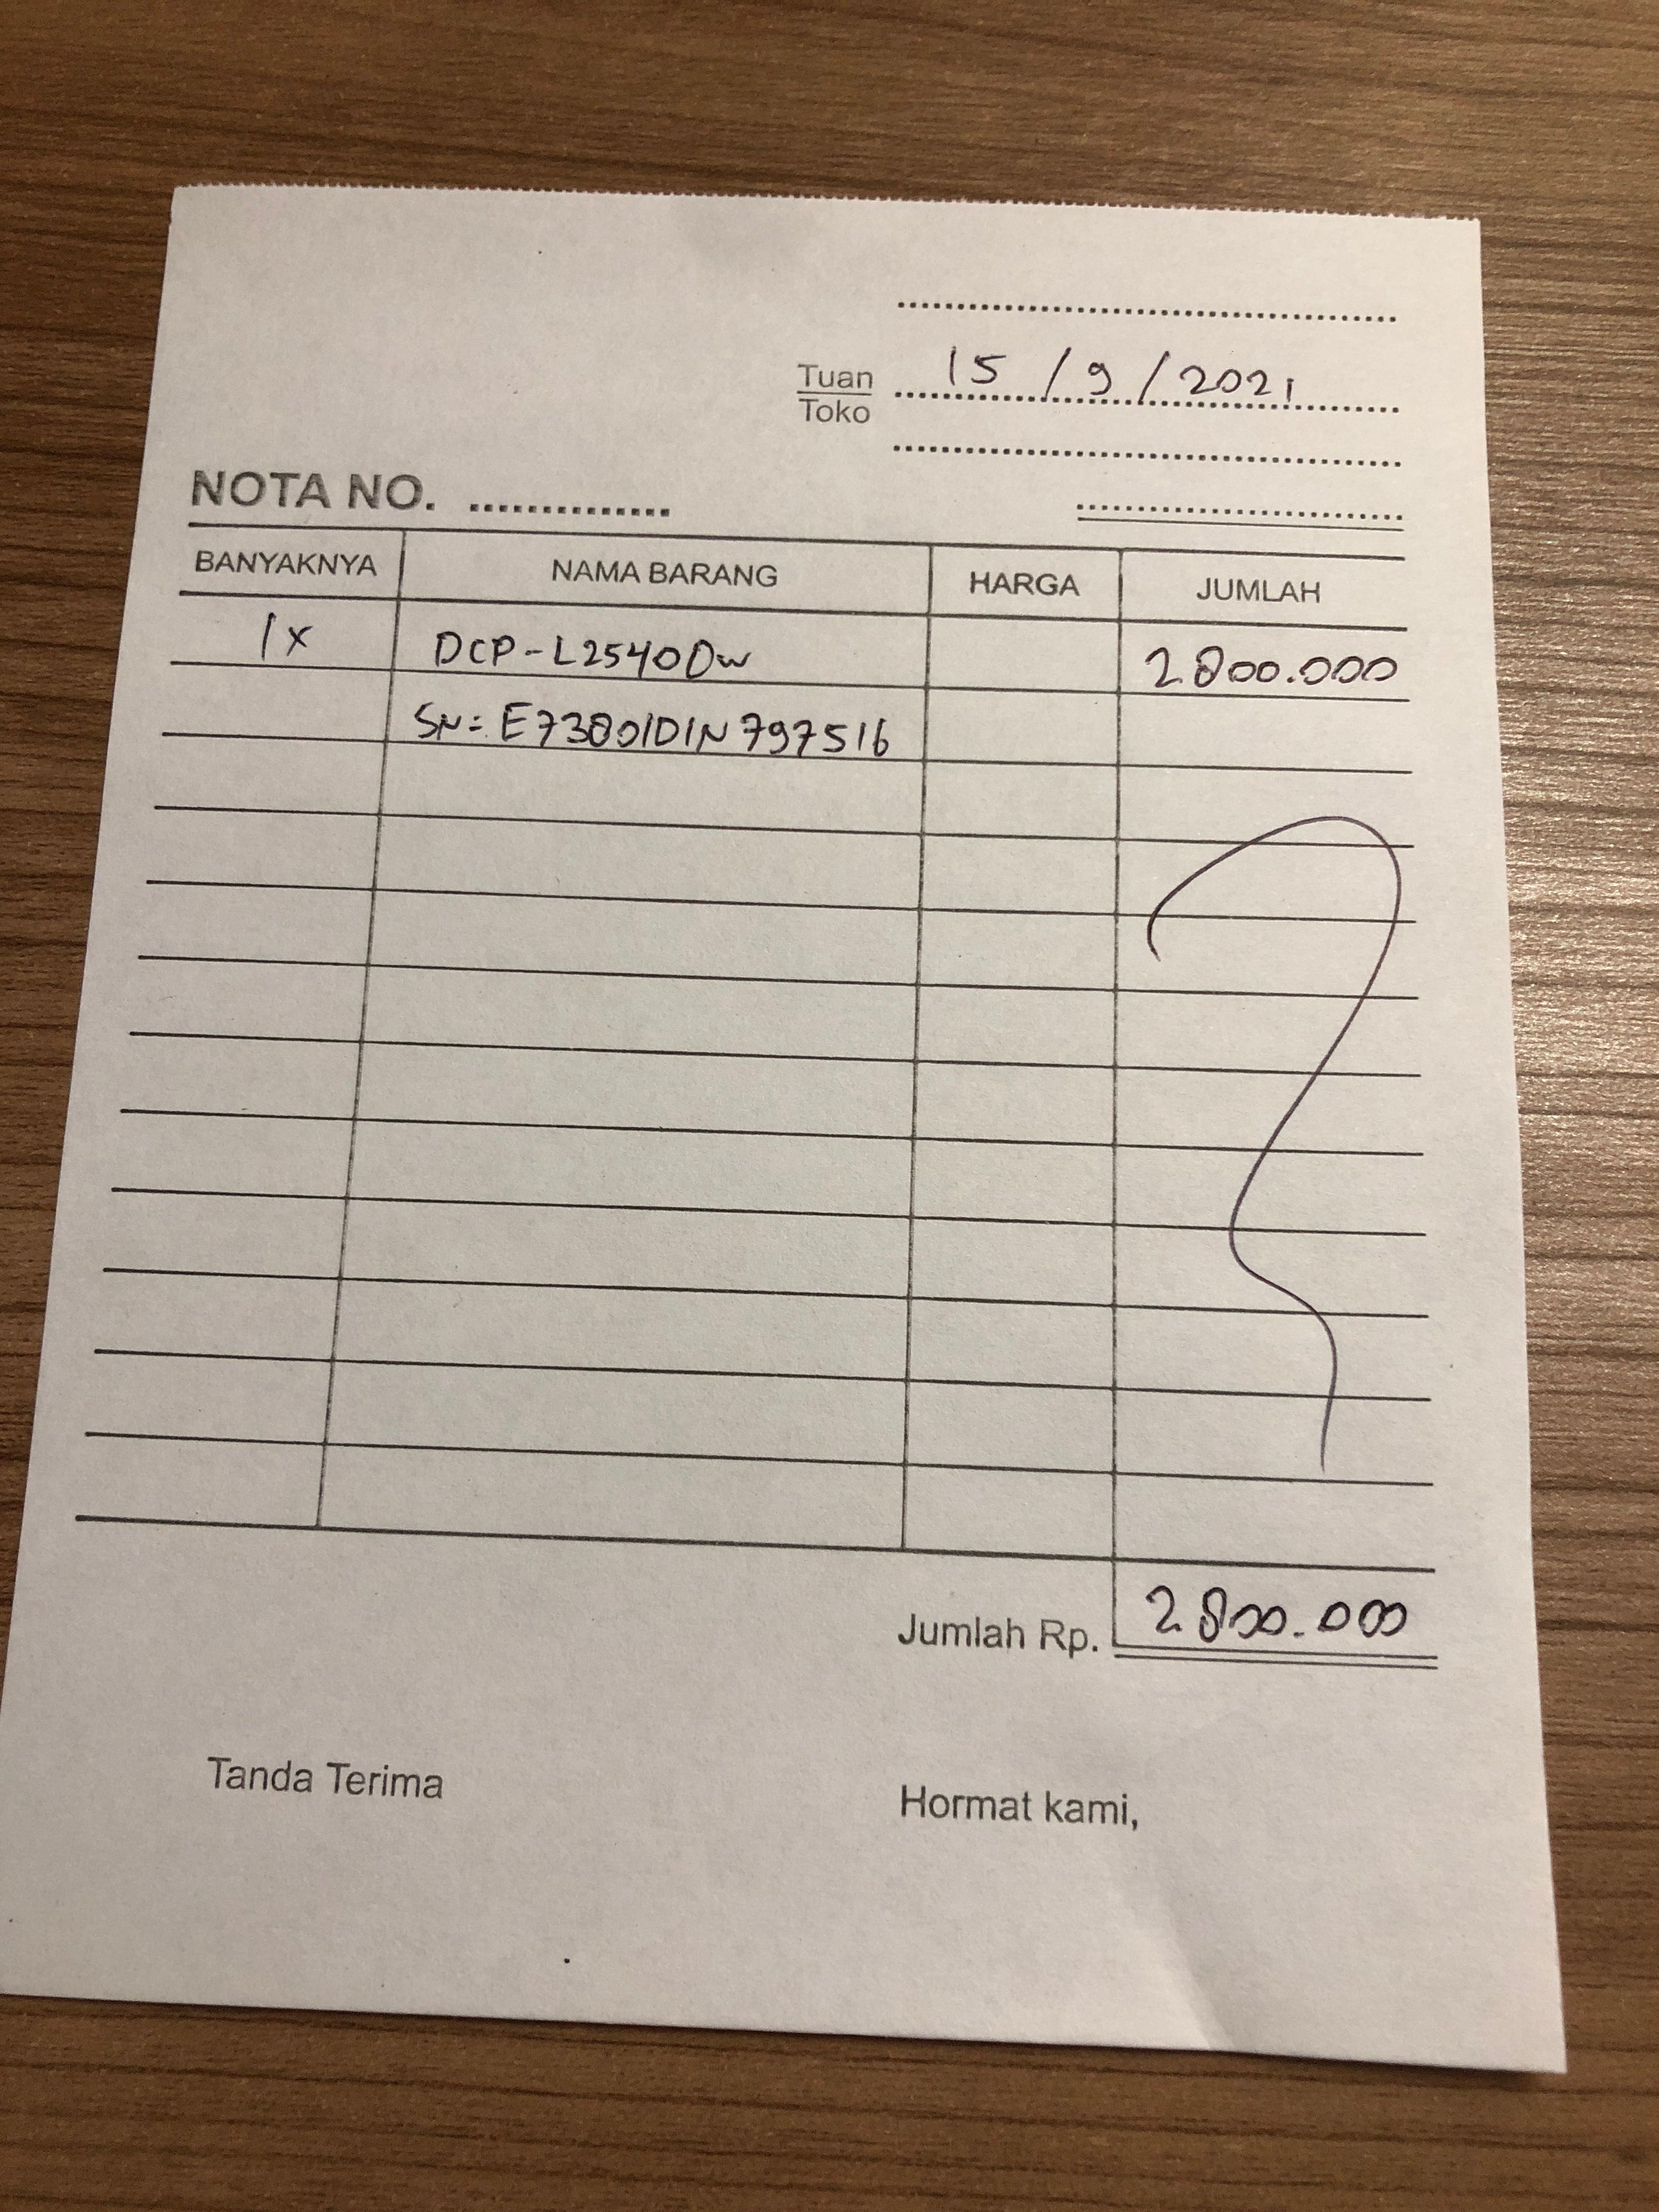 15/9/2021
Tuan
Toko
NOTA NO.
BANYAKNYA NAMA BARANG HARGA JUMLAH
1x DCP-L2540Dw 2.800.000
SN: E73801D1N797516
Jumlah Rp. 2.800.000
Tanda Terima Hormat kami,